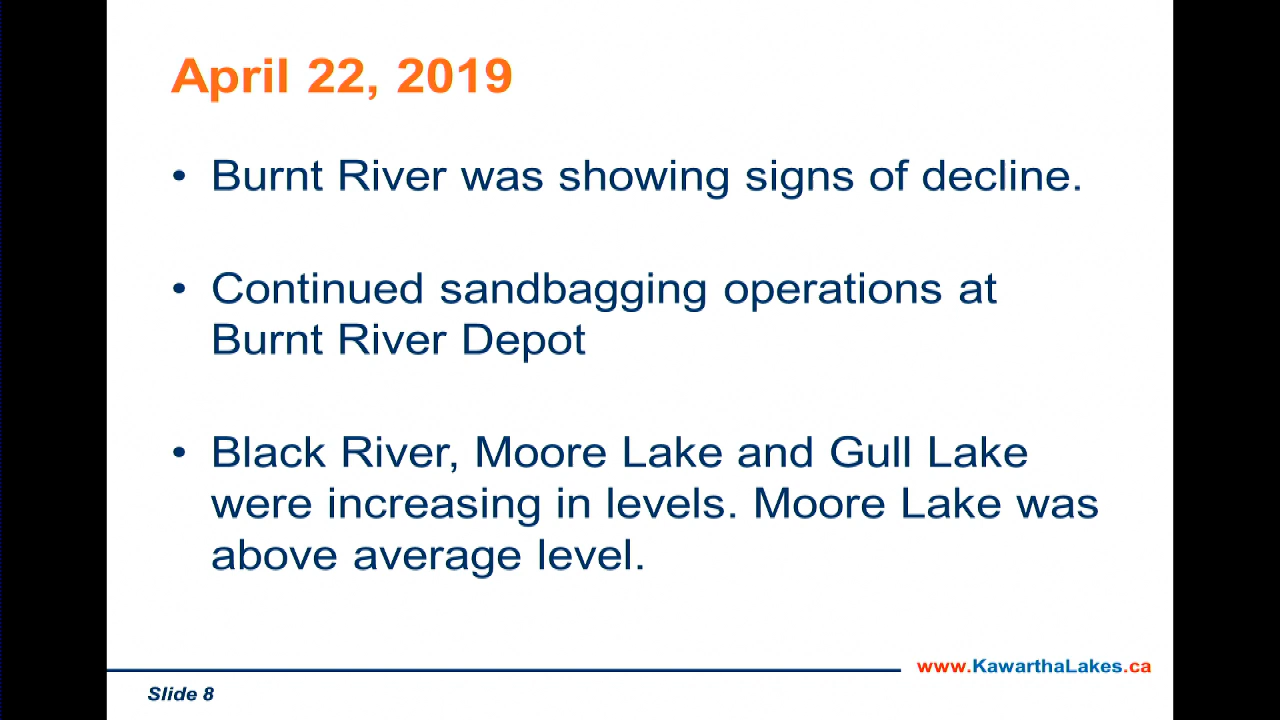 April 22, 2019
• Burnt River was showing signs of decline.
• Continued sandbagging operations at
Burnt River Depot
• Black River, Moore Lake and Gull Lake
were increasing in levels. Moore Lake was
above average level.
www.KawarthaLakes.ca
Slide 8